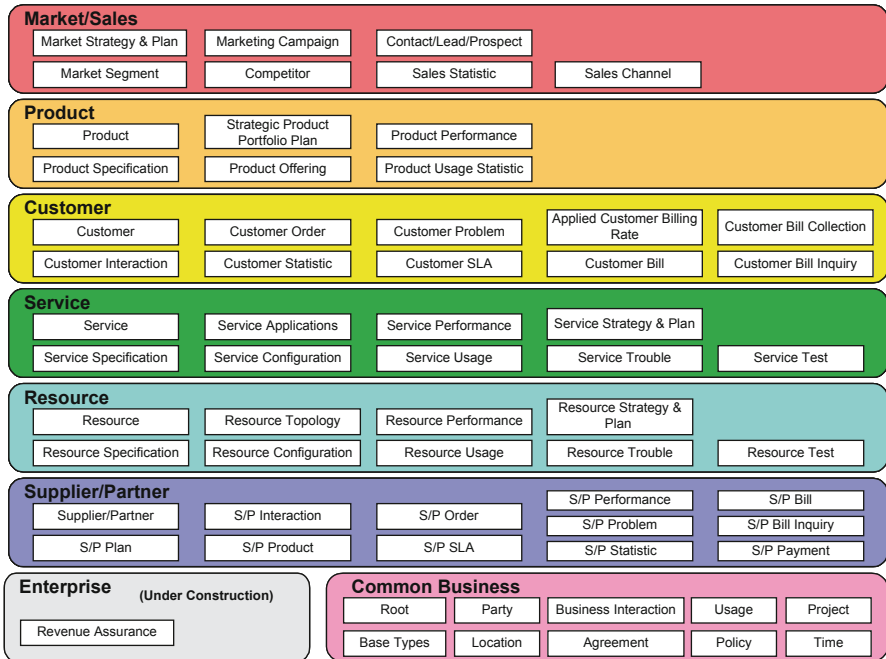 Market/Sales
Market Strategy & Plan
Marketing Campaign
Contact/Lead/Prospect
Market Segment
Competitor
Sales Statistic
Sales Channel
Product
Product
Strategic Product
Portfolio Plan
Product Performance
Product Specification
Product Offering
Product Usage Statistic
Customer
Customer
Customer Order
Customer Problem
Applied Customer Billing
Rate
Customer Bill Collection
Customer Interaction
Customer Statistic
Customer SLA
Customer Bill
Customer Bill Inquiry
Service
Service
Service Applications
Service Performance
Service Strategy & Plan
Service Specification
Service Configuration
Service Usage
Service Trouble
Service Test
Resource
Resource
Resource Topology
Resource Performance
Resource Strategy &
Plan
Resource Specification
Resource Configuration
Resource Usage
Resource Trouble
Resource Test
Supplier/Partner
Supplier/Partner
S/P Interaction
S/P Order
S/P Performance
S/P Bill
S/P Problem
S/P Bill Inquiry
S/P Plan
S/P Product
S/P SLA
S/P Statistic
S/P Payment
Enterprise
(Under Construction)
Revenue Assurance
Common Business
Root
Party
Business Interaction
Usage
Project
Base Types
Location
Agreement
Policy
Time